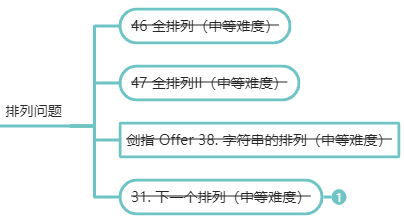 46 全排列（中等难度）
47 全排列II（中等难度）
排列问题
剑指 Offer 38. 字符串的排列（中等难度）
31. 下一个排列（中等难度）
1